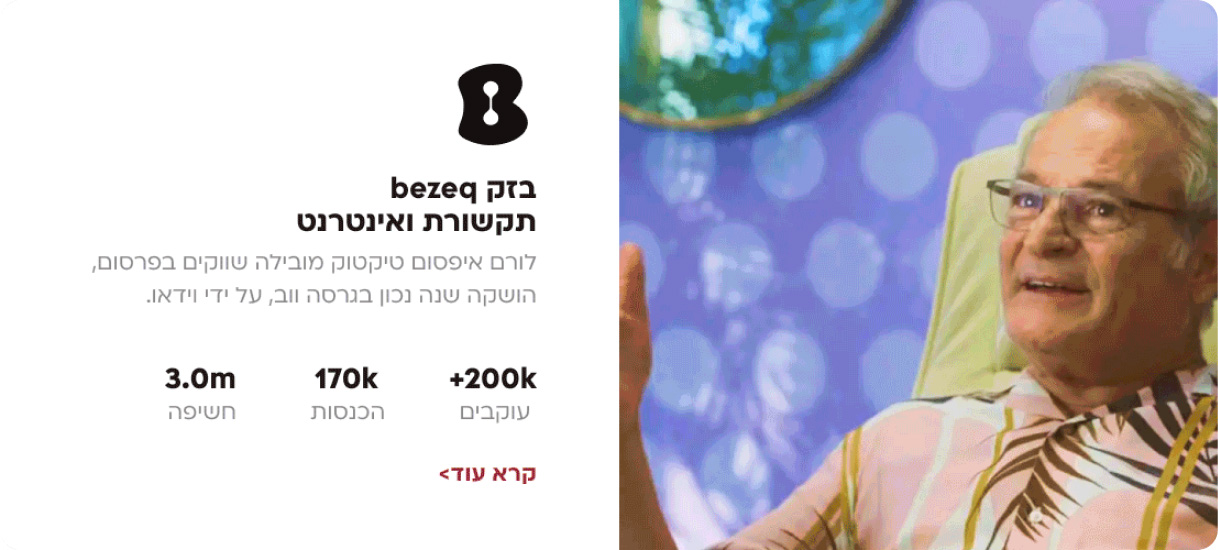 בזק bezeq
תקשורת ואינטרנט
לורם איפסום טיקטוק מובילה שווקים בפרסום,
הושקה שנה נכון בגרסה ווב, על ידי וידאו.
+200k
עוקבים
170k
הכנסות
3.0m
חשיפה
קרא עוד>